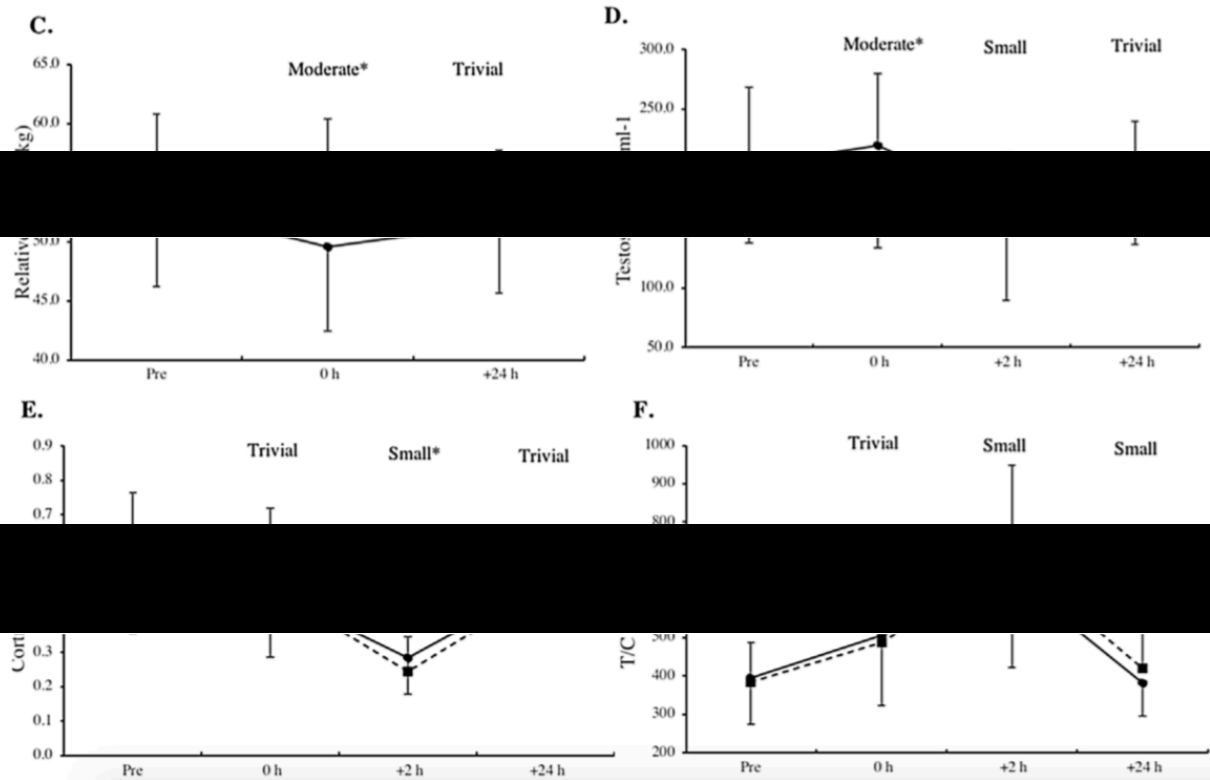 C.
65.0
Moderate*
Trivial
60.0
kg)
50.0
Relative
45.0
40.0
Pre
0 h
+24 h
D.
300.0
Moderate*
Small
Trivial
250.0
ml-1
100.0
50.0
Pre
0 h
+2 h
+24 h
E.
0.9
Trivial
Small*
Trivial
0.8
0.7
0.3
0.2
0.1
0.0
Pre
0 h
+2 h
+24 h
F.
1000
Trivial
Small
Small
900
800
500
T/C
400
300
200
Pre
0 h
+2 h
+24 h